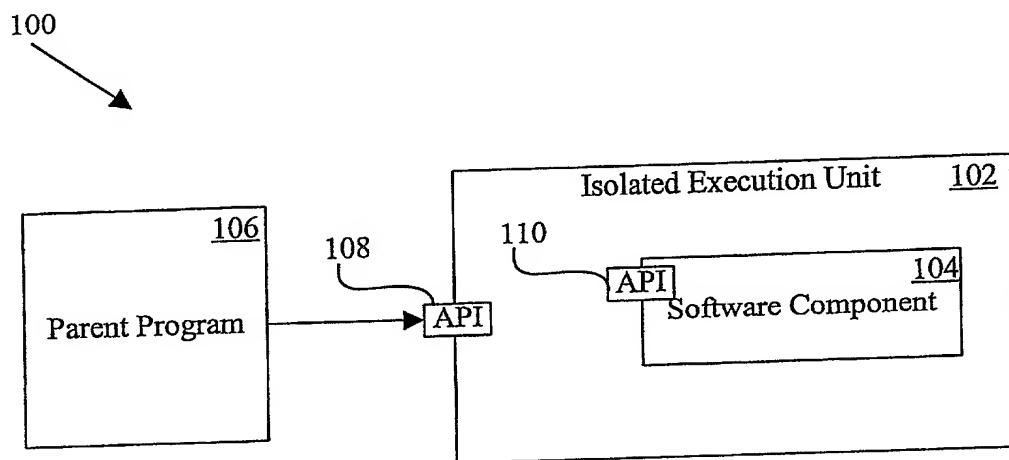 100
Isolated Execution Unit 102
106
108
110
API
104
Software Component
Parent Program
API